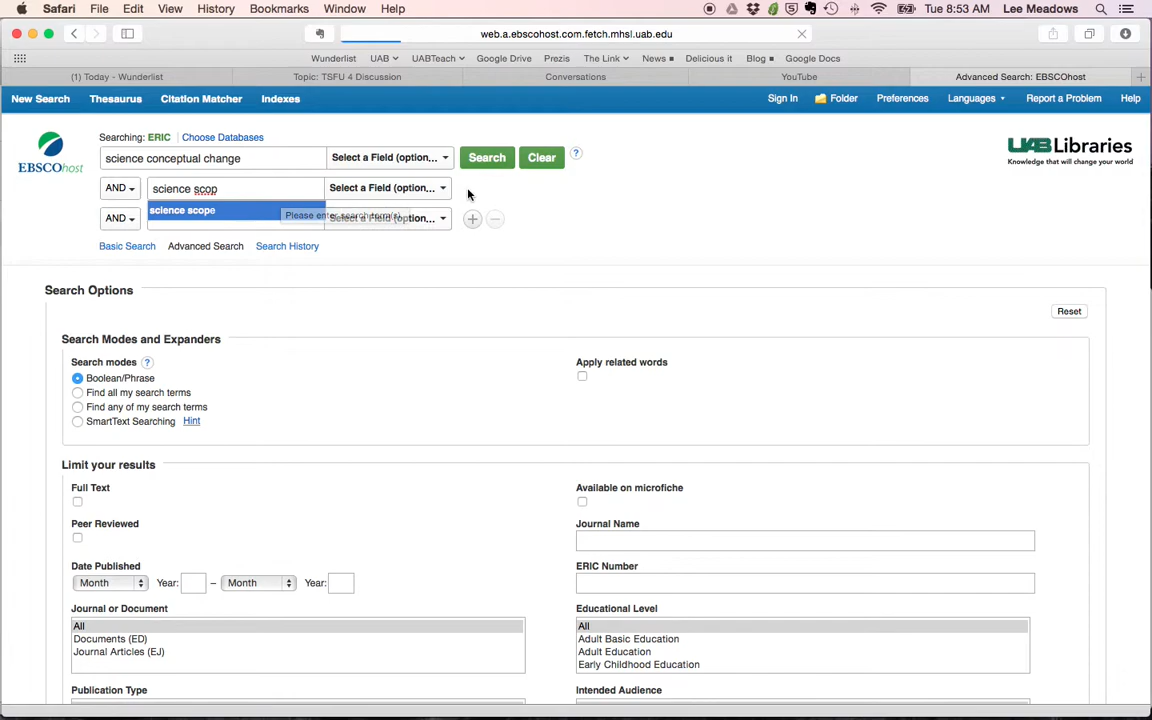 Safari File Edit View History Bookmarks Window Help 5 Tue 8:53 AM Lee Meadows
web.a.ebscohost.com.fetch.mhsl.uab.edu
Wunderlist UAB UABTeach Google Drive Prezis The Link News Delicious it Blog Google Docs
(1) Today - Wunderlist Topic: TSFU 4 Discussion Conversations YouTube Advanced Search: EBSCOhost
New Search Thesaurus Citation Matcher Indexes Sign In Folder Preferences Languages Report a Problem Help
Searching: ERIC Choose Databases
EBSCOhost
science conceptual change Select a Field (option... Search Clear ?
AND science scop Select a Field (option...
science scope
Please enter search term(s)
AND Select a Field (option...
Basic Search Advanced Search Search History
UAB Libraries
Knowledge that will change your world
Search Options
Reset
Search Modes and Expanders
Search modes ? Apply related words
Boolean/Phrase
Find all my search terms
Find any of my search terms
SmartText Searching Hint
Limit your results
Full Text Available on microfiche
Peer Reviewed Journal Name
Date Published ERIC Number
Month Year: – Month Year:
Journal or Document Educational Level
All All
Documents (ED) Adult Basic Education
Journal Articles (EJ) Adult Education
Early Childhood Education
Publication Type Intended Audience